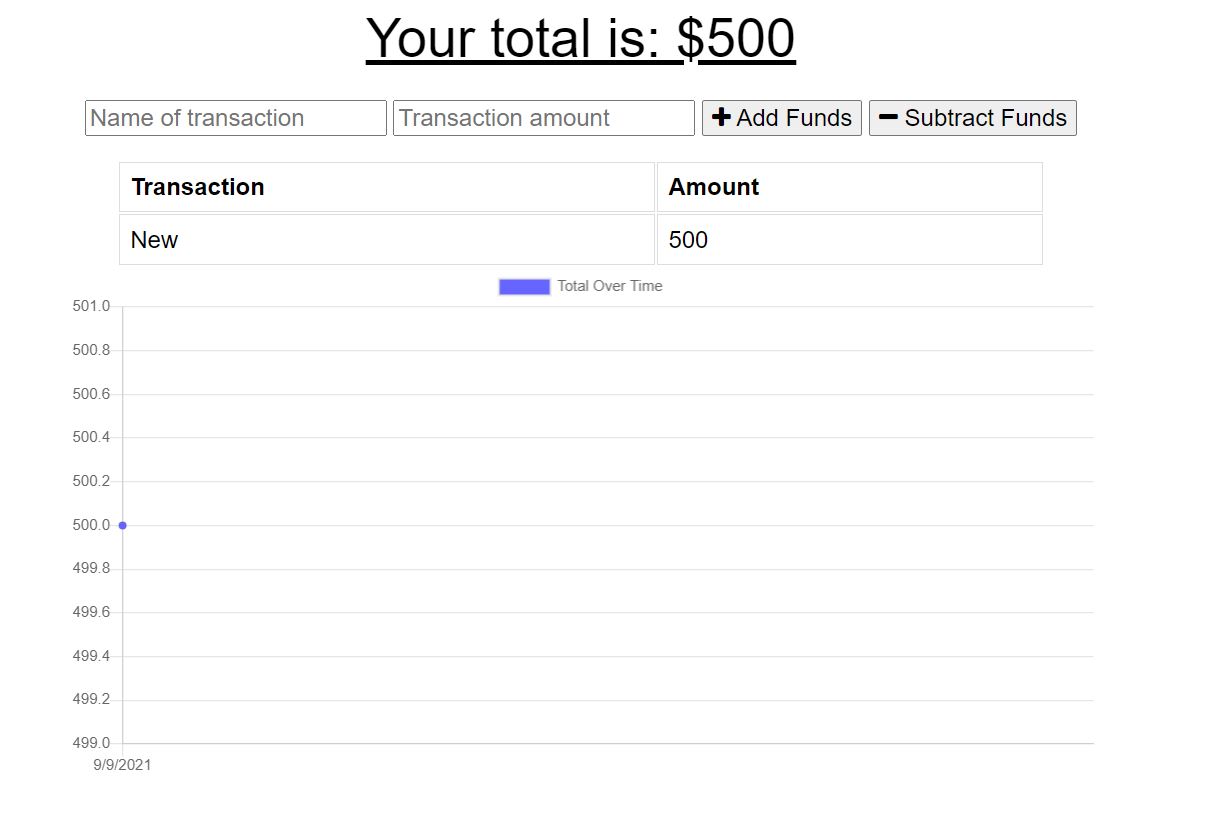 Your total is: $500
Name of transaction Transaction amount + Add Funds − Subtract Funds
Transaction Amount
New 500
Total Over Time
501.0
500.8
500.6
500.4
500.2
500.0
499.8
499.6
499.4
499.2
499.0
9/9/2021